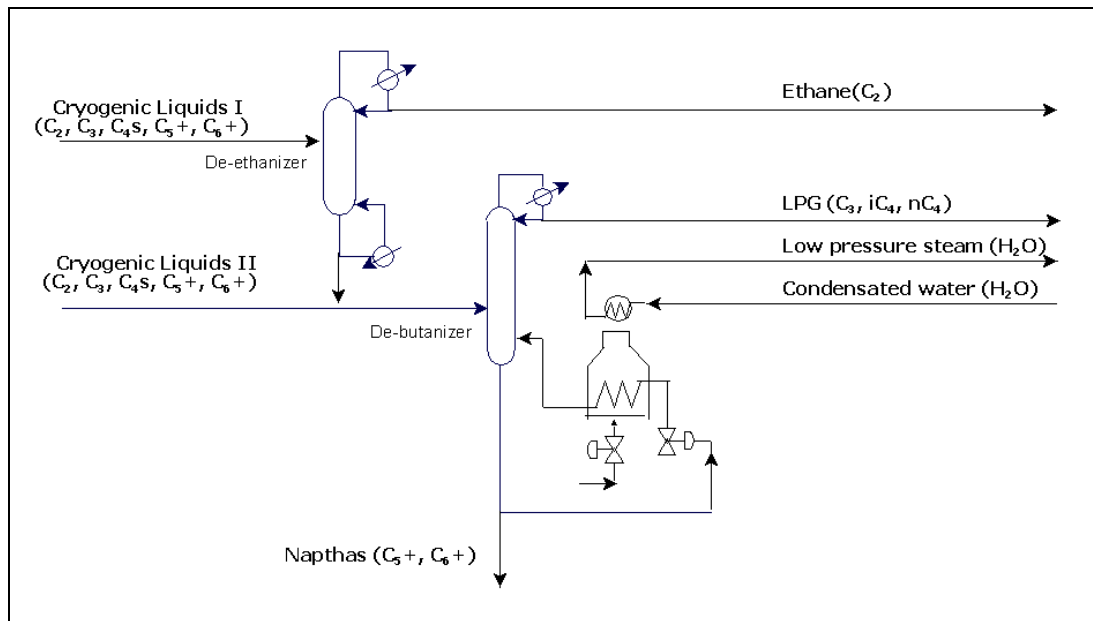 Cryogenic Liquids I
(C₂, C₃, C₄s, C₅+, C₆+)
De-ethanizer
Ethane(C₂)
LPG (C₃, iC₄, nC₄)
Low pressure steam (H₂O)
Cryogenic Liquids II
(C₂, C₃, C₄s, C₅+, C₆+)
Condensated water (H₂O)
De-butanizer
Napthas (C₅+, C₆+)